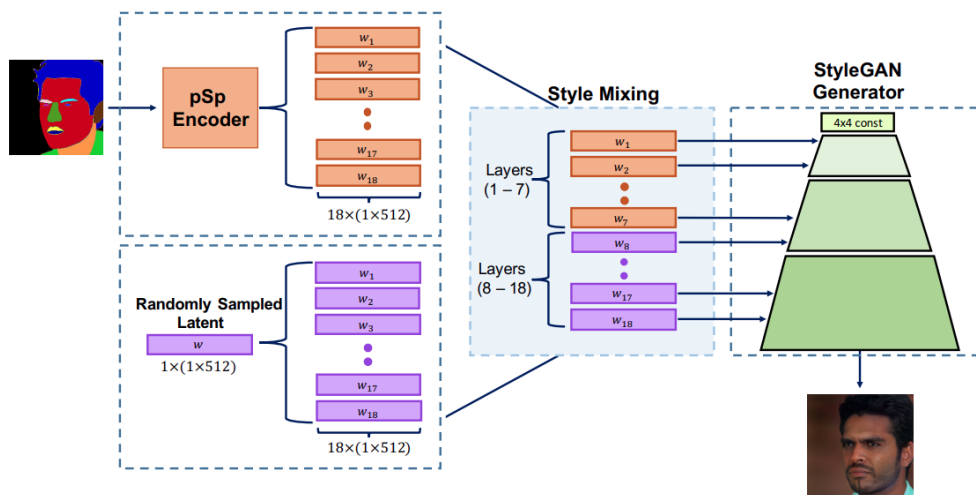 pSp
Encoder
w₁
w₂
w₃
w₁₇
w₁₈
18×(1×512)
Randomly Sampled
Latent
w
1×(1×512)
w₁
w₂
w₃
w₁₇
w₁₈
18×(1×512)
Style Mixing
Layers
(1 – 7)
w₁
w₂
w₇
Layers
(8 – 18)
w₈
w₁₇
w₁₈
StyleGAN
Generator
4x4 const